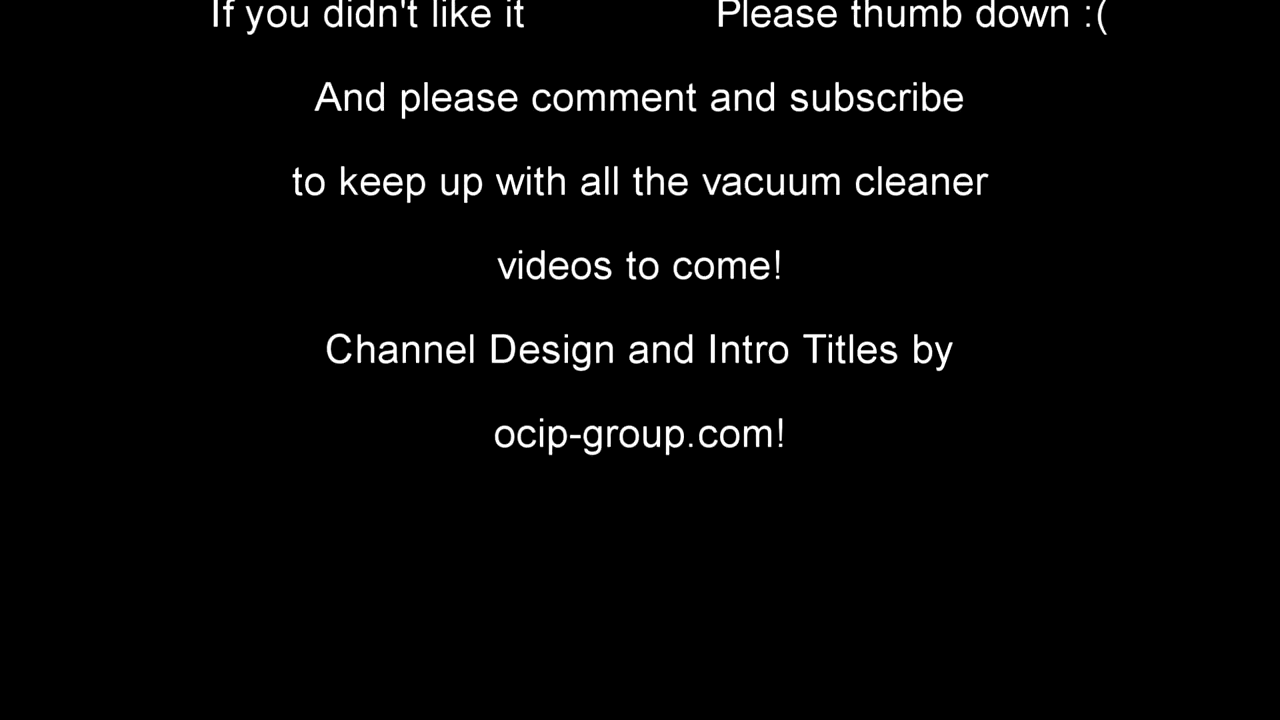 If you didn't like it Please thumb down :(
And please comment and subscribe
to keep up with all the vacuum cleaner
videos to come!
Channel Design and Intro Titles by
ocip-group.com!